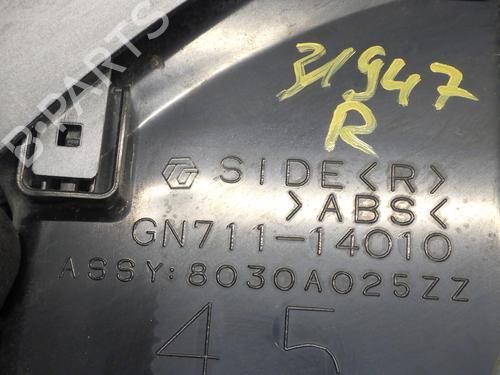 31947
R
SIDE<R>
>ABS<
GN711-14010
ASSY:8030A025ZZ
45
B-PARTS